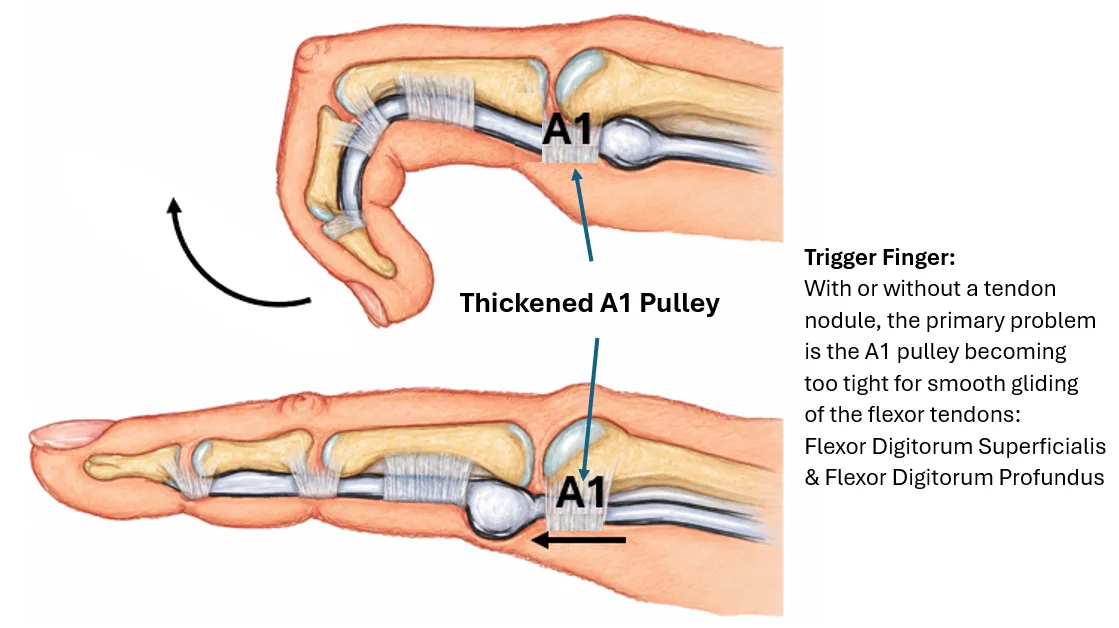 A1
Thickened A1 Pulley
A1
Trigger Finger:
With or without a tendon
nodule, the primary problem
is the A1 pulley becoming
too tight for smooth gliding
of the flexor tendons:
Flexor Digitorum Superficialis
& Flexor Digitorum Profundus